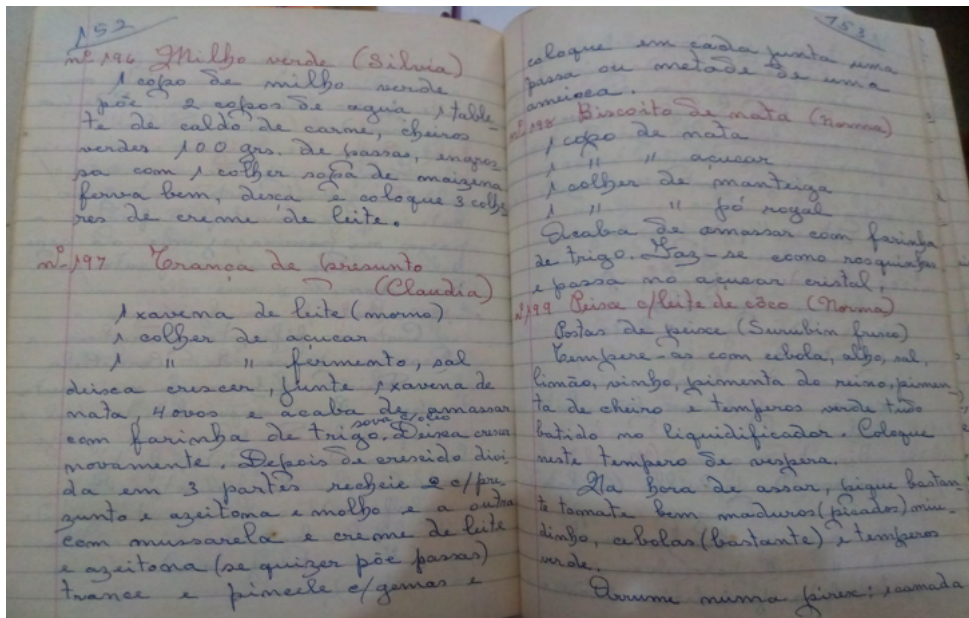 152
nº 196 Milho verde (Silvia)
1 copo de milho verde
põe 2 copos de agua 1 table-
te de caldo de carne, cheiros
verdes 100 grs. de passas, engros
sa com 1 colher sopa de maizena
ferva bem, desca e coloque 3 colhe
res de creme de leite.
nº 197 Trança de Presunto
(Claudia)
1 xavena de leite (morno)
1 colher de açucar
1 " " fermento, sal
deixa crescer, junte 1 xavena de
nata, 4 ovos e acaba de amassar
sova c/ óleo
com farinha de trigo. Deixa cresca
novamente. Depois de crescido divi-
da em 3 partes recheie 2 c/ pre-
zunto e azeitona e molho e a outra
com mussarela e creme de leite
e azeitona (se quizer põe passas)
trance e pincele c/ gemas e
153
coloque em cada junta uma
passa ou metade de uma
ameixa.
nº 198 Biscoito de nata (Norma)
1 copo de nata
1 " " açucar
1 colher de manteiga
1 " " pó royal
Acaba de amassar com farinha
de trigo. Faz-se como rosquinhas
e passa no açucar cristal.
199 Peixe c/ leite de côco (Norma)
Postas de peixe (Surubin fresco)
Tempere-as com cebola, alho, sal,
limão, vinho, pimenta do reino, pimen-
ta de cheiro e temperos verde tudo
batido no liquidificador. Coloque
neste tempero de vespera.
Na hora de assar, pique bastan-
te tomate bem maduros (picados) miu-
dinho, cebolas (bastante) e temperos
verde.
Arrume numa pirex: 1 camada